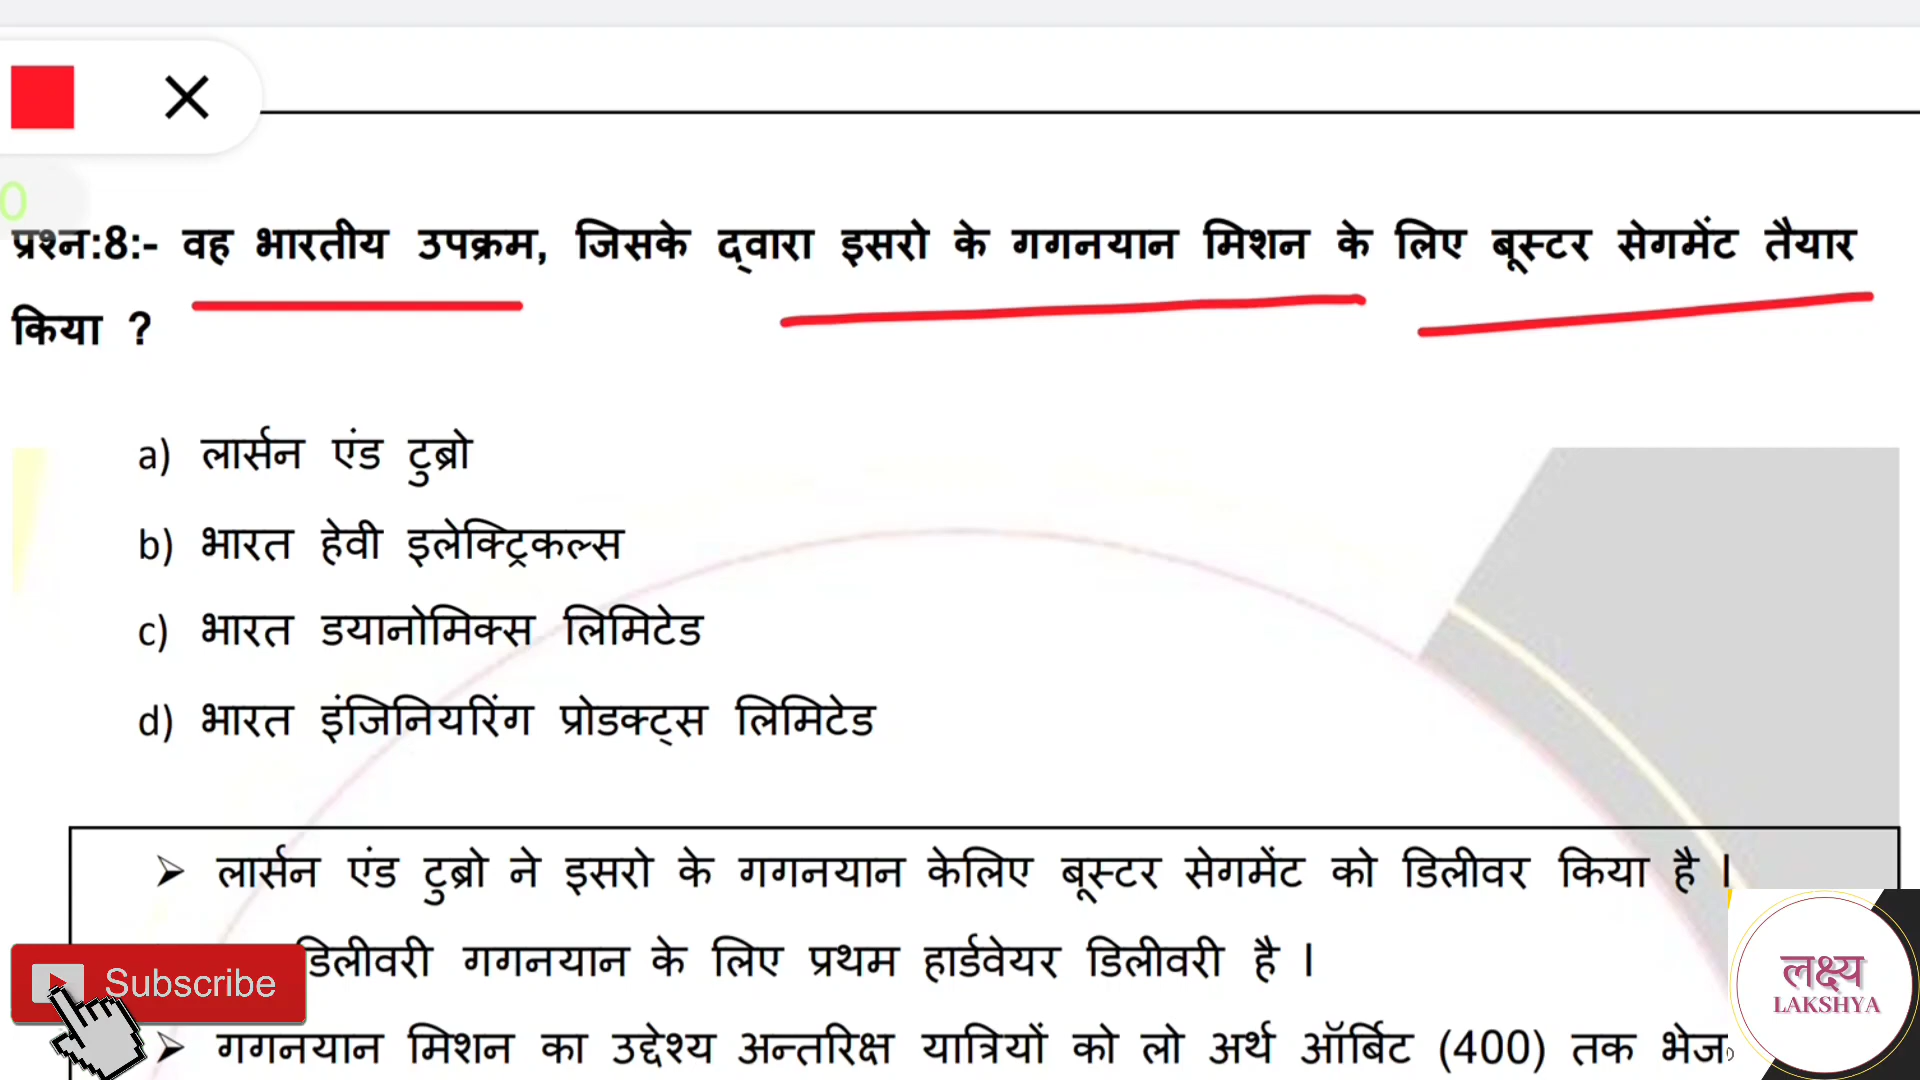 प्रश्न:8:- वह भारतीय उपक्रम, जिसके द्वारा इसरो के गगनयान मिशन के लिए बूस्टर सेगमेंट तैयार
किया ?
a) लार्सन एंड टुब्रो
b) भारत हेवी इलेक्ट्रिकल्स
c) भारत डयानोमिक्स लिमिटेड
d) भारत इंजिनियरिंग प्रोडक्ट्स लिमिटेड
➢ लार्सन एंड टुब्रो ने इसरो के गगनयान केलिए बूस्टर सेगमेंट को डिलीवर किया है ।
डिलीवरी गगनयान के लिए प्रथम हार्डवेयर डिलीवरी है ।
Subscribe
➢ गगनयान मिशन का उद्देश्य अन्तरिक्ष यात्रियों को लो अर्थ ऑर्बिट (400) तक
लक्ष्य
LAKSHYA